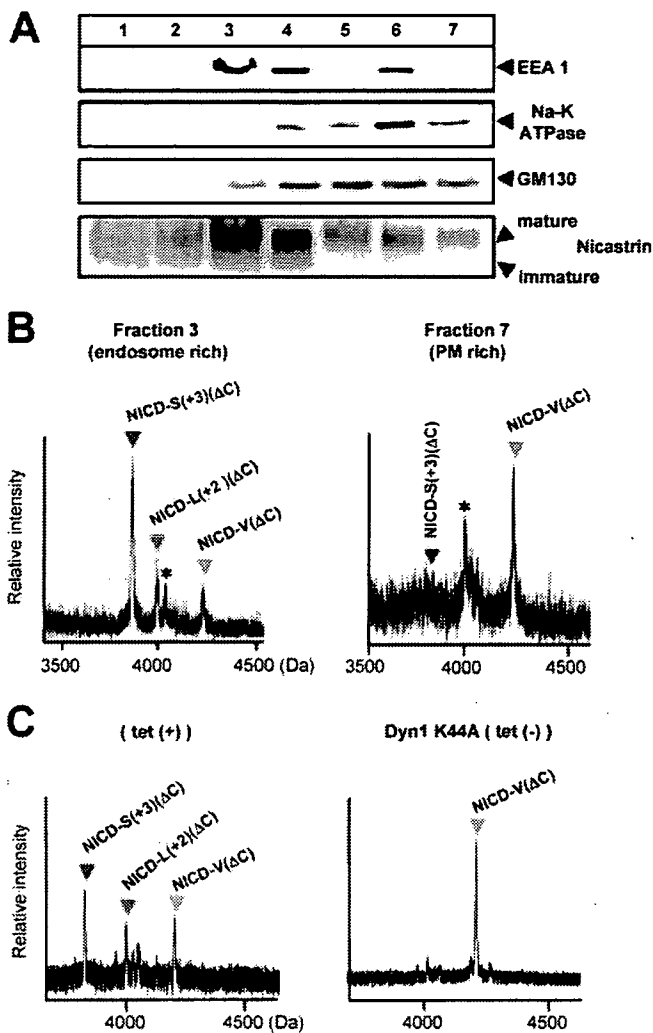 A
1 2 3 4 5 6 7
EEA 1
Na-K
ATPase
GM130
mature
Nicastrin
immature
B
Fraction 3
(endosome rich)
Fraction 7
(PM rich)
NICD-S(+3)(ΔC)
NICD-L(+2 )(ΔC)
*
NICD-V(ΔC)
Relative intensity
3500 4000 4500 (Da)
NICD-S(+3)(ΔC)
*
NICD-V(ΔC)
3500 4000 4500
C
( tet (+) )
Dyn1 K44A ( tet (-) )
NICD-S(+3)(ΔC)
NICD-L(+2)(ΔC)
NICD-V(ΔC)
Relative intensity
4000 4500 (Da)
NICD-V(ΔC)
4000 4500